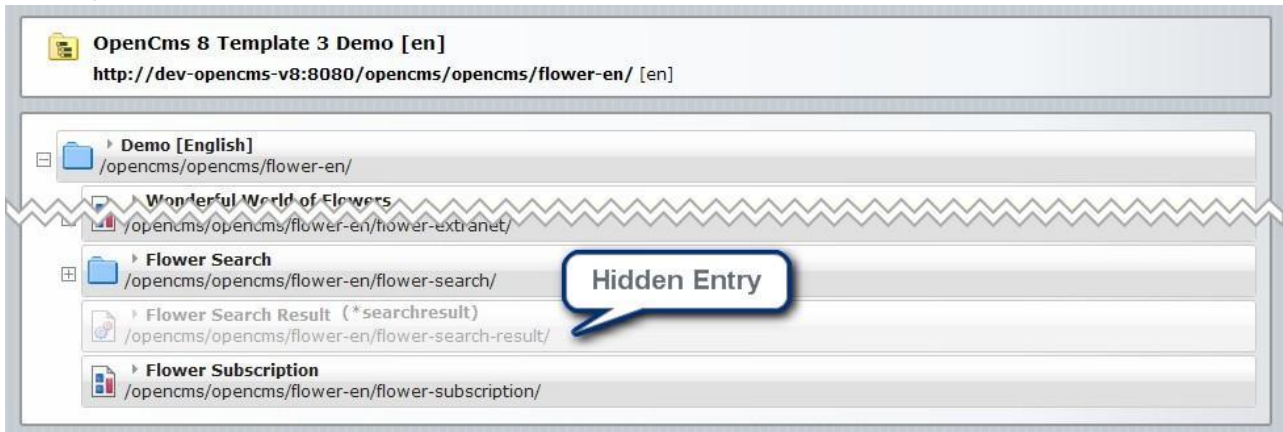 OpenCms 8 Template 3 Demo [en]
http://dev-opencms-v8:8080/opencms/opencms/flower-en/ [en]
Demo [English]
/opencms/opencms/flower-en/
Wonderful World of Flowers
/opencms/opencms/flower-en/flower-extranet/
Flower Search
/opencms/opencms/flower-en/flower-search/
Hidden Entry
Flower Search Result (*searchresult)
/opencms/opencms/flower-en/flower-search-result/
Flower Subscription
/opencms/opencms/flower-en/flower-subscription/